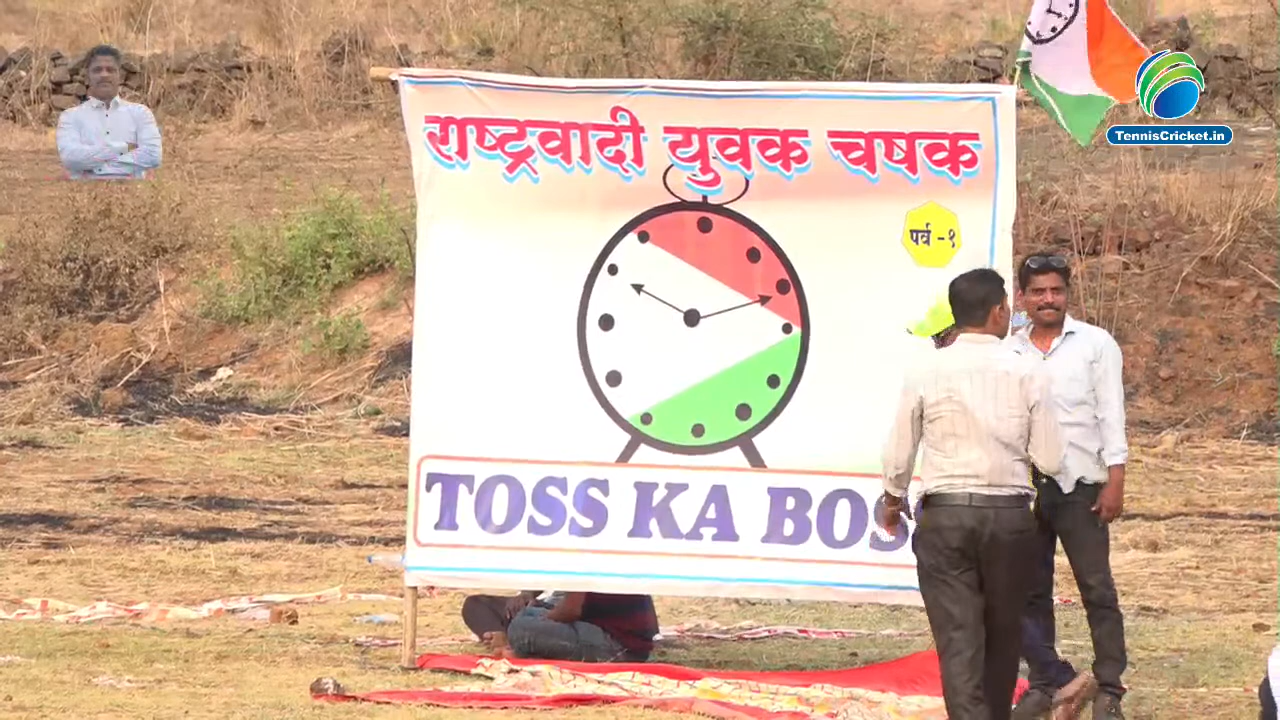 राष्ट्रवादी युवक चषक
TennisCricket.in
पर्व -१
TOSS KA BOS